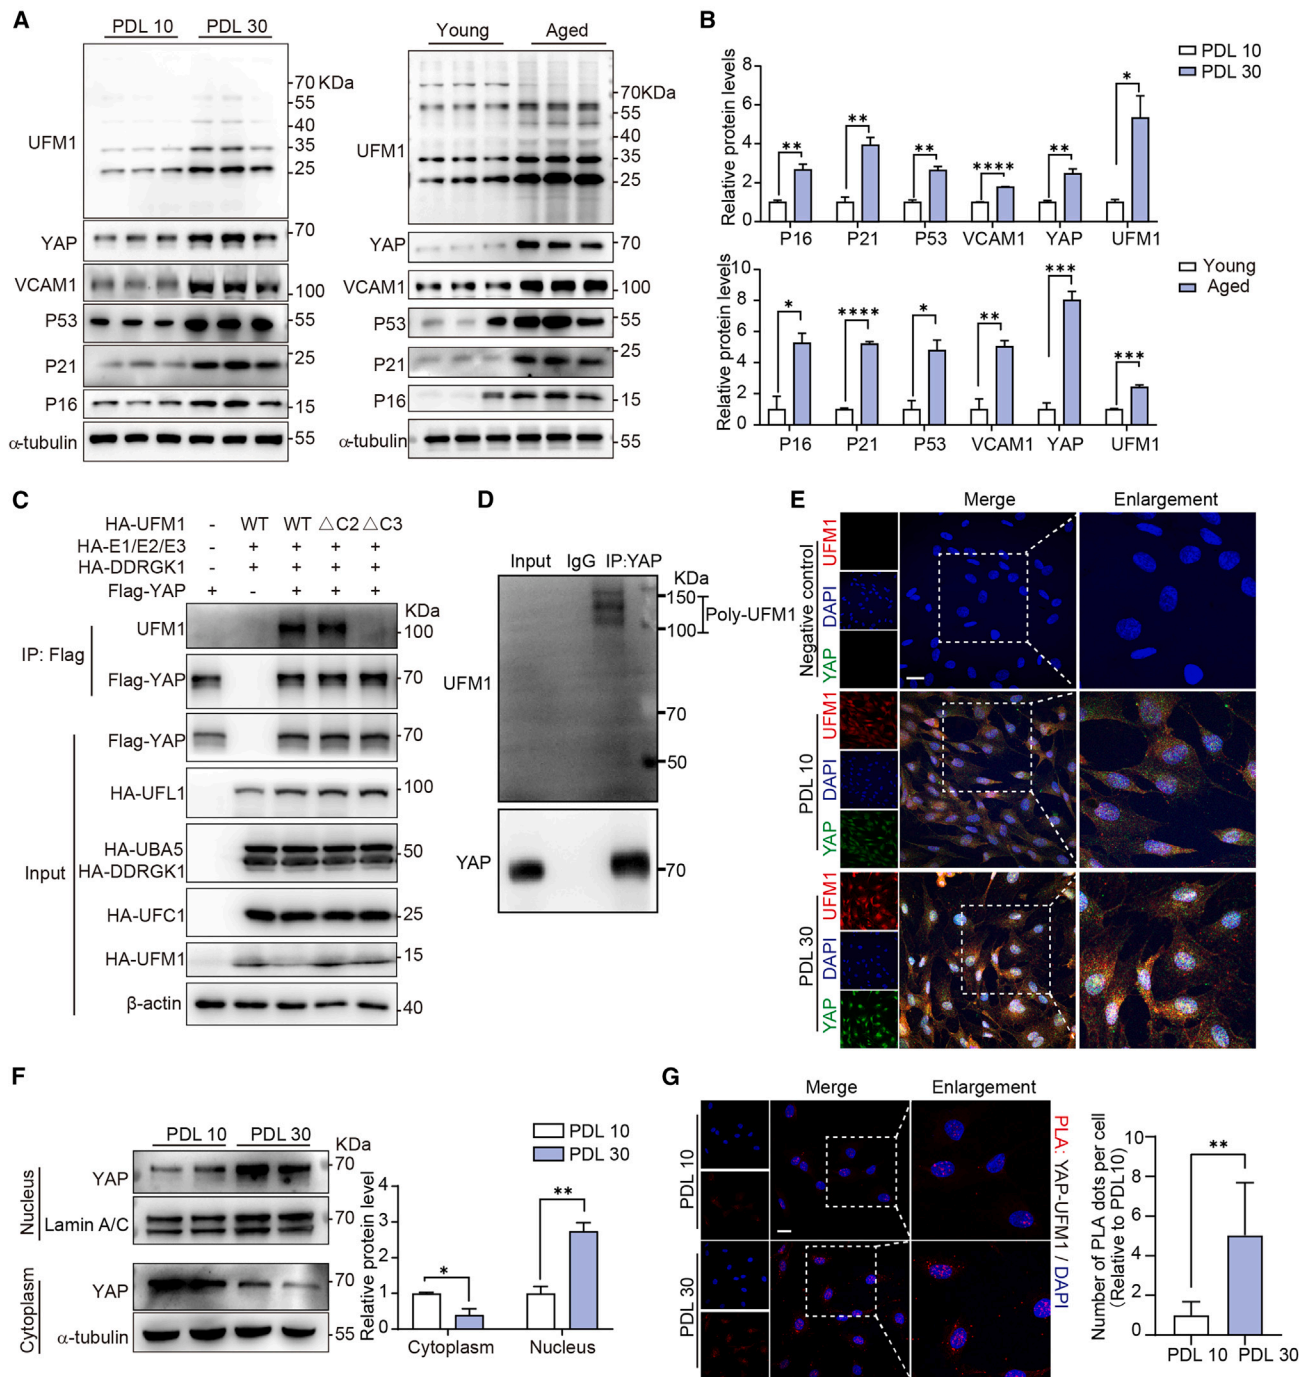 A
PDL 10 PDL 30
UFM1
70 KDa
55
40
35
25
YAP
70
VCAM1
100
P53
55
P21
25
P16
15
α-tubulin
55
Young Aged
UFM1
70KDa
55
40
35
25
YAP
70
VCAM1
100
P53
55
P21
25
P16
15
α-tubulin
55
B
PDL 10
PDL 30
Relative protein levels
8
6
4
2
0
** ** ** **** ** *
P16 P21 P53 VCAM1 YAP UFM1
Young
Aged
Relative protein levels
10
8
6
4
2
0
* **** * ** *** ***
P16 P21 P53 VCAM1 YAP UFM1
C
HA-UFM1 - WT WT △C2 △C3
HA-E1/E2/E3 - + + + +
HA-DDRGK1 - + + + +
Flag-YAP + - + + +
KDa
IP: Flag
UFM1 100
Flag-YAP 70
Input
Flag-YAP 70
HA-UFL1 100
HA-UBA5 50
HA-DDRGK1
HA-UFC1 25
HA-UFM1 15
β-actin 40
D
Input IgG IP:YAP
KDa
150
Poly-UFM1
100
UFM1
70
50
YAP
70
E
Merge Enlargement
Negative control
UFM1
DAPI
YAP
PDL 10
UFM1
DAPI
YAP
PDL 30
UFM1
DAPI
YAP
F
PDL 10 PDL 30
KDa
Nucleus
YAP 70
Lamin A/C 70
Cytoplasm
YAP 70
α-tubulin 55
PDL 10
PDL 30
Relative protein level
4
3
2
1
0
* **
Cytoplasm Nucleus
G
Merge Enlargement
PDL 10
PDL 30
PLA: YAP-UFM1 / DAPI
Number of PLA dots per cell
(Relative to PDL10)
10
8
6
4
2
0
**
PDL 10 PDL 30